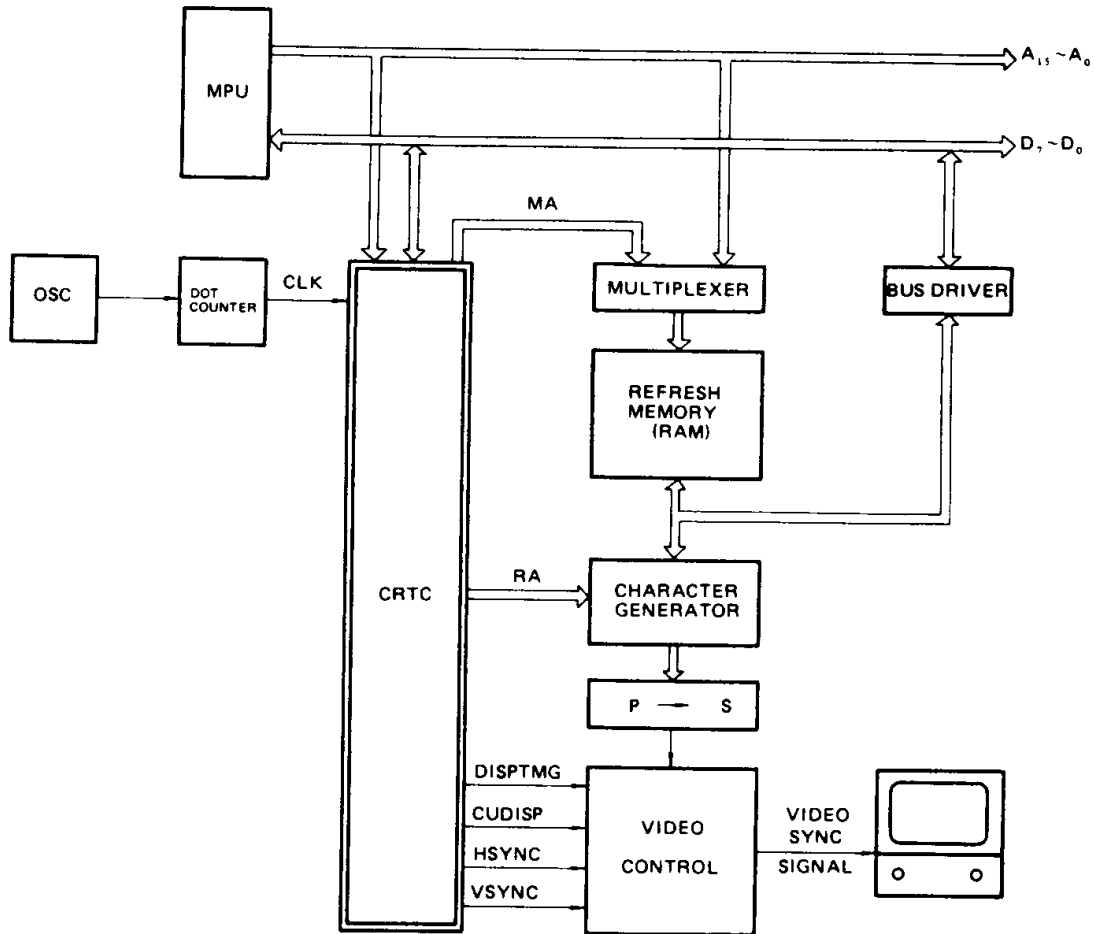 A₁₅~A₀
MPU
D₇~D₀
MA
OSC
DOT
COUNTER
CLK
MULTIPLEXER
BUS DRIVER
REFRESH
MEMORY
(RAM)
CRTC
RA
CHARACTER
GENERATOR
P → S
DISPTMG
CUDISP
HSYNC
VSYNC
VIDEO
CONTROL
VIDEO
SYNC
SIGNAL